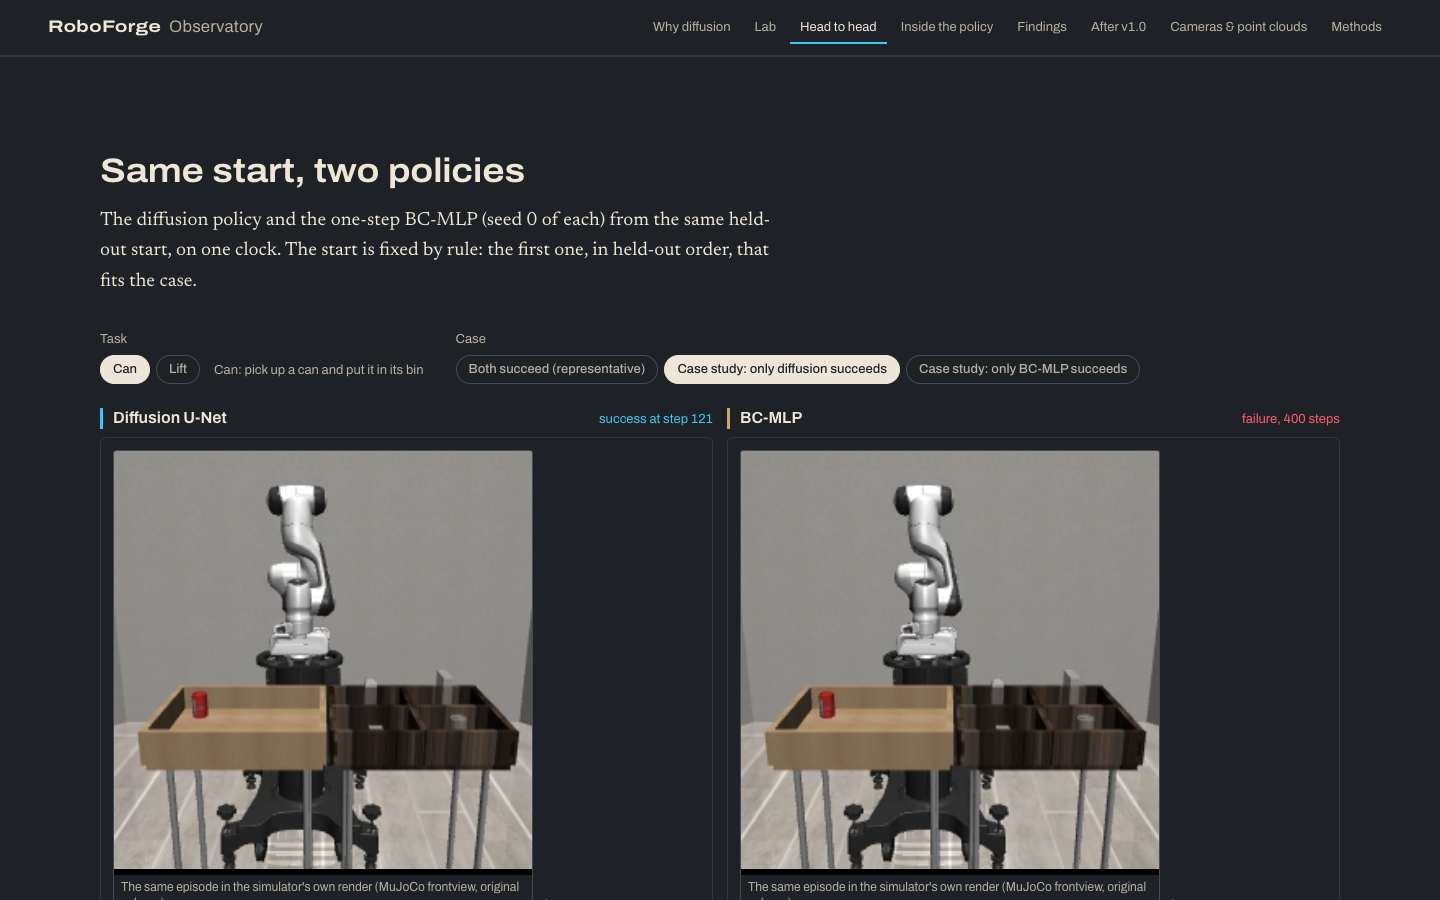 RoboForge Observatory
Why diffusion Lab Head to head Inside the policy Findings After v1.0 Cameras & point clouds Methods
Same start, two policies
The diffusion policy and the one-step BC-MLP (seed 0 of each) from the same held-
out start, on one clock. The start is fixed by rule: the first one, in held-out order, that
fits the case.
Task
Case
Can Lift Can: pick up a can and put it in its bin
Both succeed (representative) Case study: only diffusion succeeds Case study: only BC-MLP succeeds
Diffusion U-Net success at step 121
BC-MLP failure, 400 steps
The same episode in the simulator's own render (MuJoCo frontview, original
The same episode in the simulator's own render (MuJoCo frontview, original